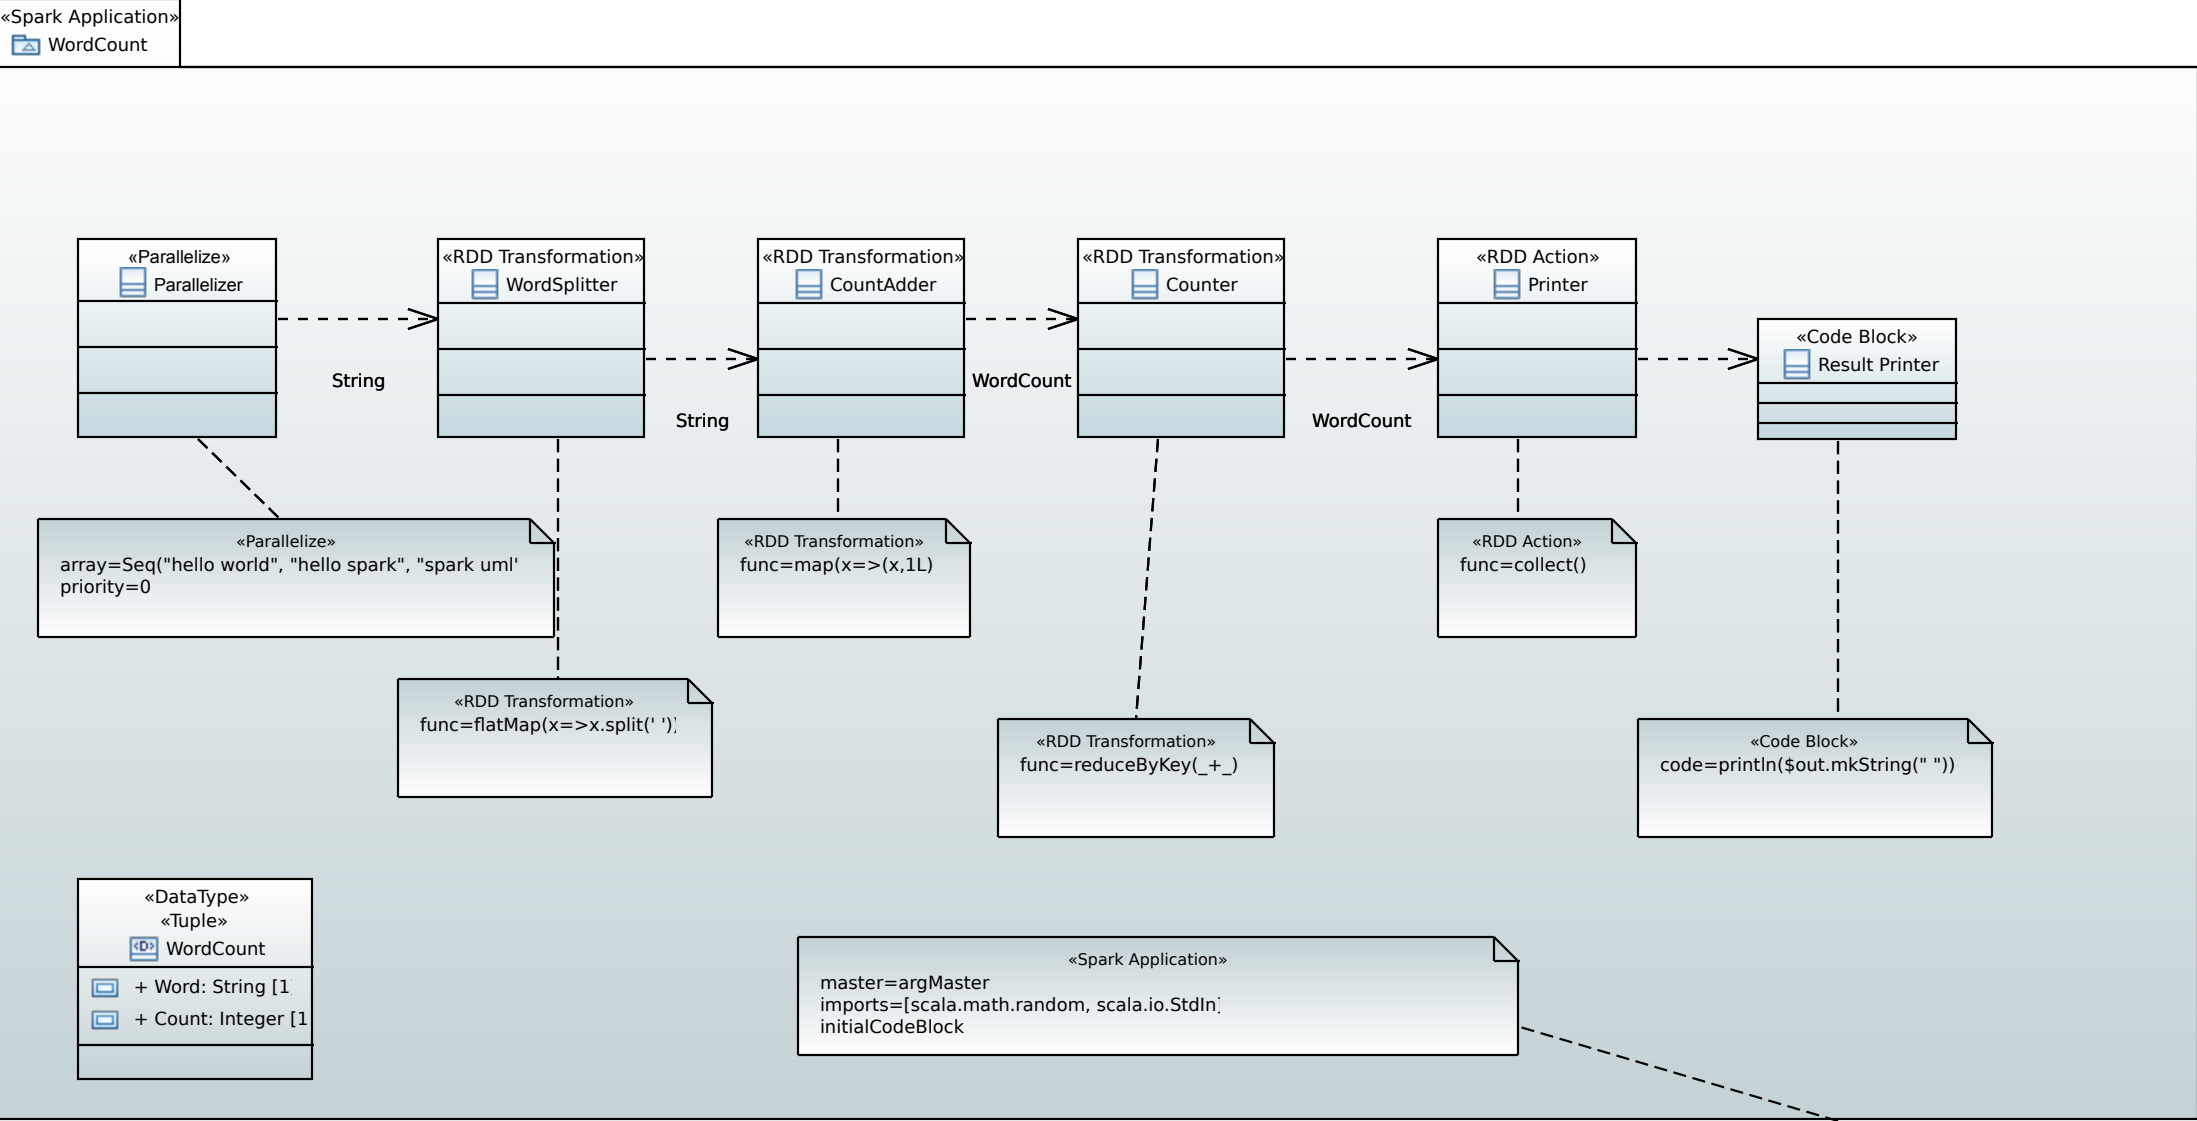 «Spark Application»
WordCount
«Parallelize»
Parallelizer
«RDD Transformation»
WordSplitter
«RDD Transformation»
CountAdder
«RDD Transformation»
Counter
«RDD Action»
Printer
«Code Block»
Result Printer
String
String
WordCount
WordCount
«Parallelize»
array=Seq("hello world", "hello spark", "spark uml'
priority=0
«RDD Transformation»
func=map(x=>(x,1L)
«RDD Action»
func=collect()
«RDD Transformation»
func=flatMap(x=>x.split(' '))
«RDD Transformation»
func=reduceByKey(_+_)
«Code Block»
code=println($out.mkString(" "))
«DataType»
«Tuple»
WordCount
+ Word: String [1
+ Count: Integer [1
«Spark Application»
master=argMaster
imports=[scala.math.random, scala.io.StdIn]
initialCodeBlock